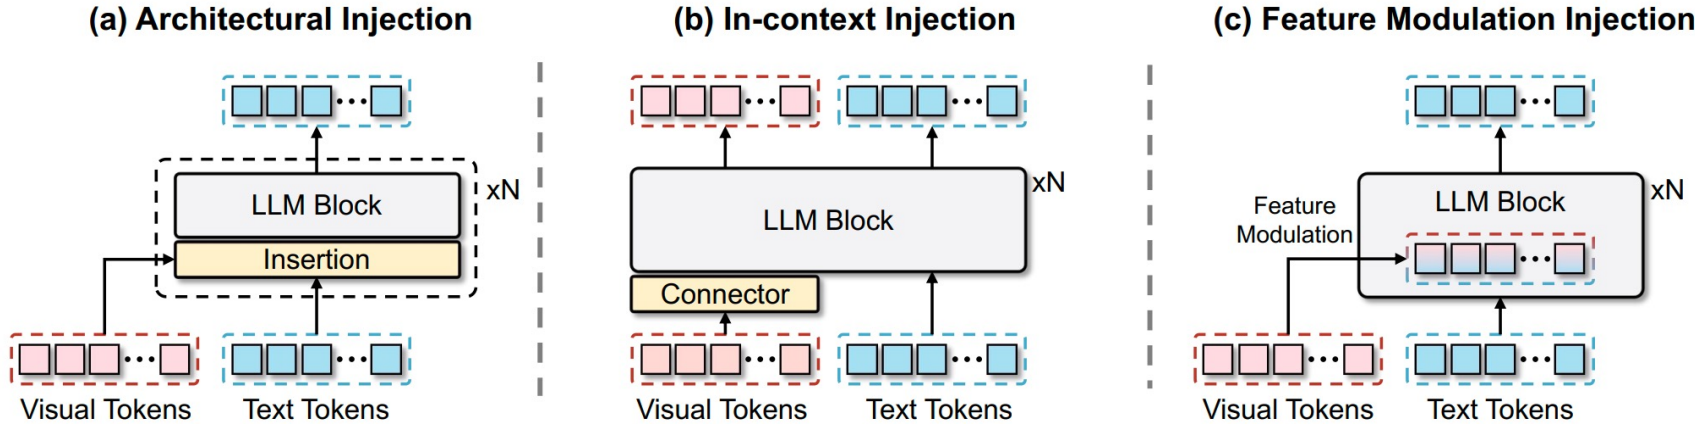 (a) Architectural Injection
xN
LLM Block
Insertion
Visual Tokens
Text Tokens
(b) In-context Injection
xN
LLM Block
Connector
Visual Tokens
Text Tokens
(c) Feature Modulation Injection
xN
LLM Block
Feature
Modulation
Visual Tokens
Text Tokens